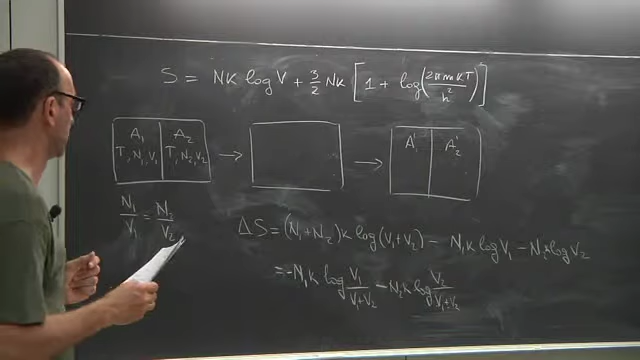 S = NK log V + 3/2 NK [ 1 + log( 2πmKT / h² ) ]
A₁ A₂
T, N₁, V₁ T, N₂, V₂
→ →
A₁' A₂'
N₁/V₁ = N₂/V₂
ΔS = (N₁+N₂)K log(V₁+V₂) − N₁K log V₁ − N₂K log V₂
= −N₁K log V₁/(V₁+V₂) − N₂K log V₂/(V₁+V₂)